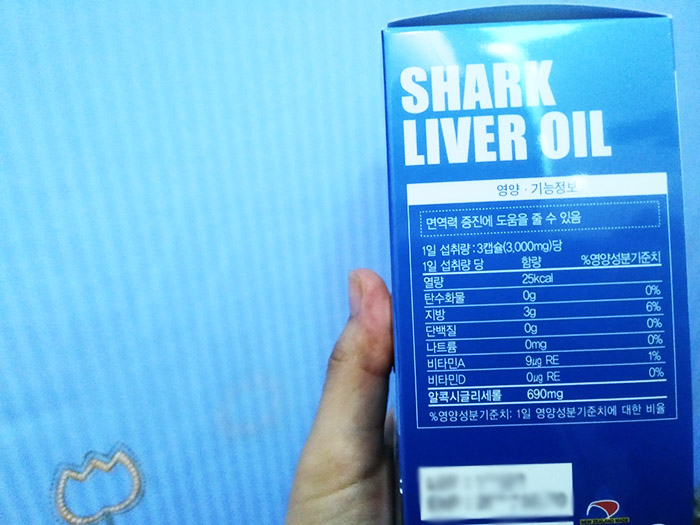 SHARK
LIVER OIL
영양 · 기능정보
면역력 증진에 도움을 줄 수 있음
1일 섭취량 : 3캡슐(3,000mg)당
1일 섭취량 당 함량 %영양성분기준치
열량 25kcal
탄수화물 0g 0%
지방 3g 6%
단백질 0g 0%
나트륨 0mg 0%
비타민A 9㎍ RE 1%
비타민D 0㎍ RE 0%
알콕시글리세롤 690mg
%영양성분기준치: 1일 영양성분기준치에 대한 비율
NEW ZEALAND MADE